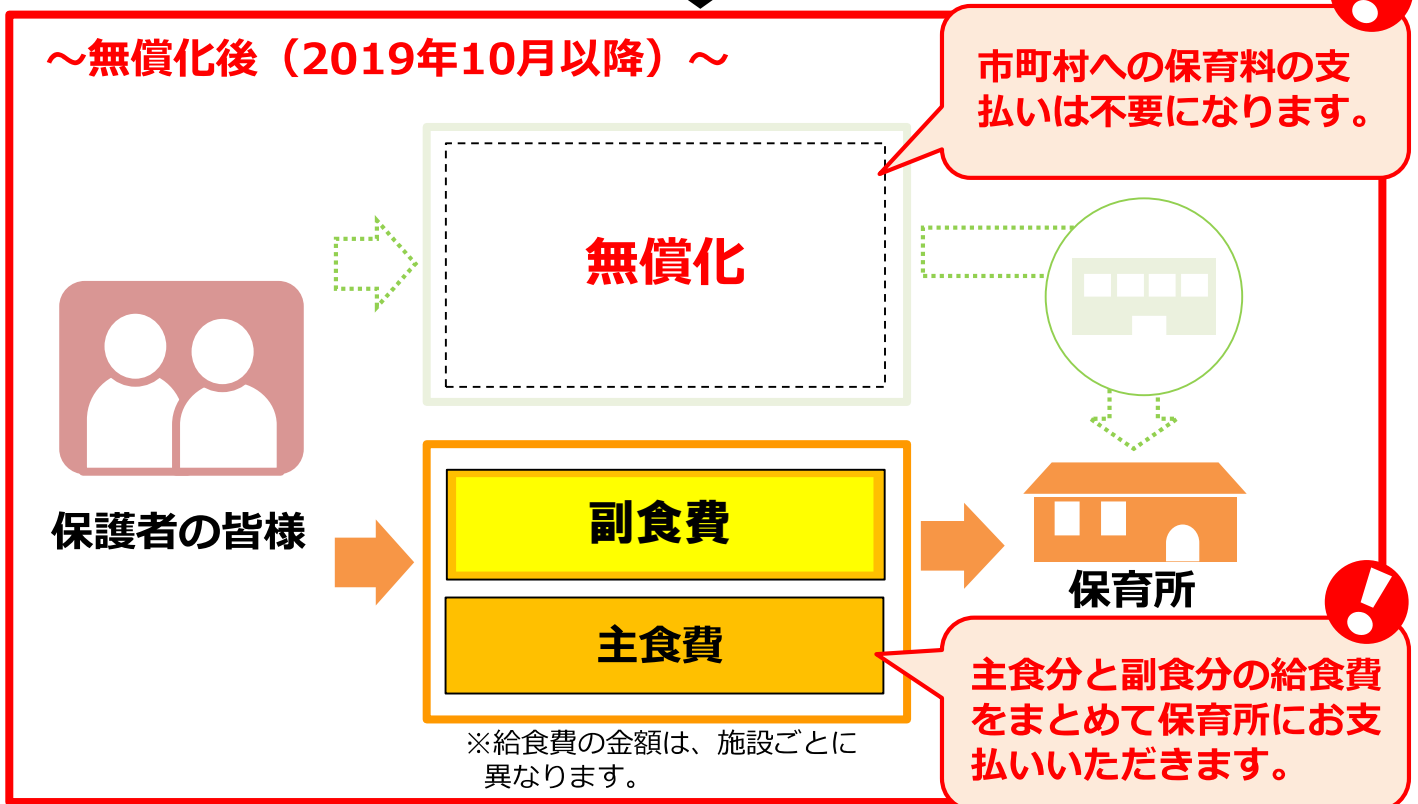 ～無償化後（2019年10月以降）～
市町村への保育料の支
払いは不要になります。
無償化
保護者の皆様
副食費
主食費
保育所
※給食費の金額は、施設ごとに
異なります。
主食分と副食分の給食費
をまとめて保育所にお支
払いいただきます。